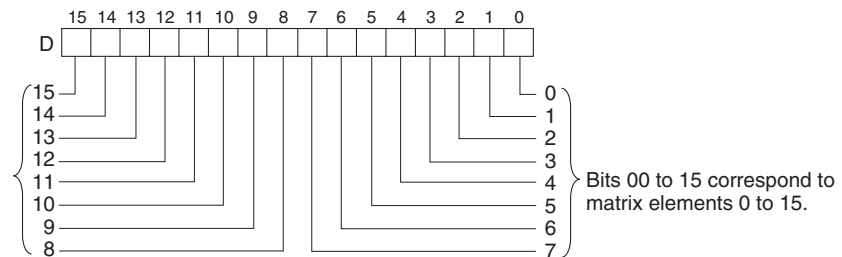 15 14 13 12 11 10 9 8 7 6 5 4 3 2 1 0
D
15 0
14 1
13 2
12 3
11 4
10 5
9 6
8 7
Bits 00 to 15 correspond to
matrix elements 0 to 15.